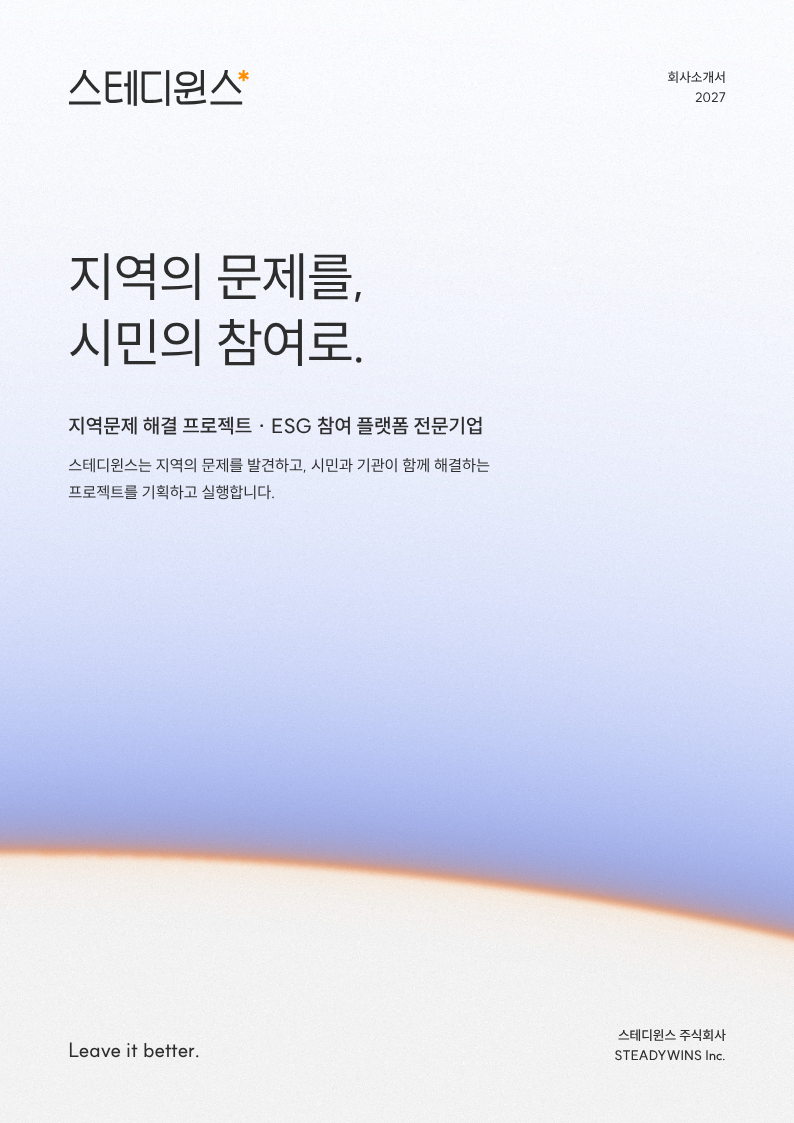 스테디윈스*
회사소개서
2027
지역의 문제를,
시민의 참여로.
지역문제 해결 프로젝트 · ESG 참여 플랫폼 전문기업
스테디윈스는 지역의 문제를 발견하고, 시민과 기관이 함께 해결하는
프로젝트를 기획하고 실행합니다.
Leave it better.
스테디윈스 주식회사
STEADYWINS Inc.